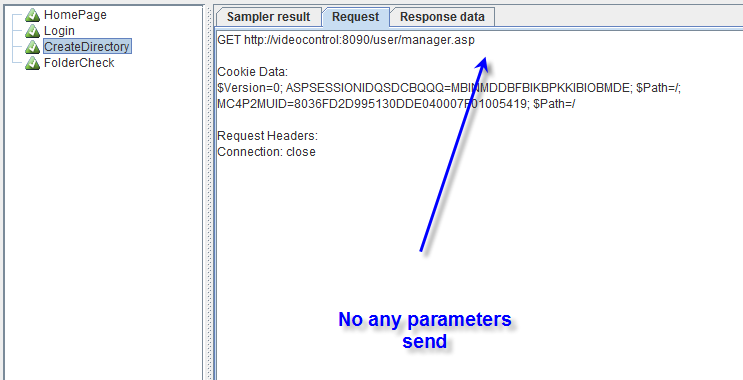 HomePage
Login
CreateDirectory
FolderCheck
Sampler result Request Response data
GET http://videocontrol:8090/user/manager.asp
Cookie Data:
$Version=0; ASPSESSIONIDQSDCBQQQ=MBINMDDBFBIKBPKKIBIOBMDE; $Path=/;
MC4P2MUID=8036FD2D995130DDE040007F01005419; $Path=/
Request Headers:
Connection: close
No any parameters
send